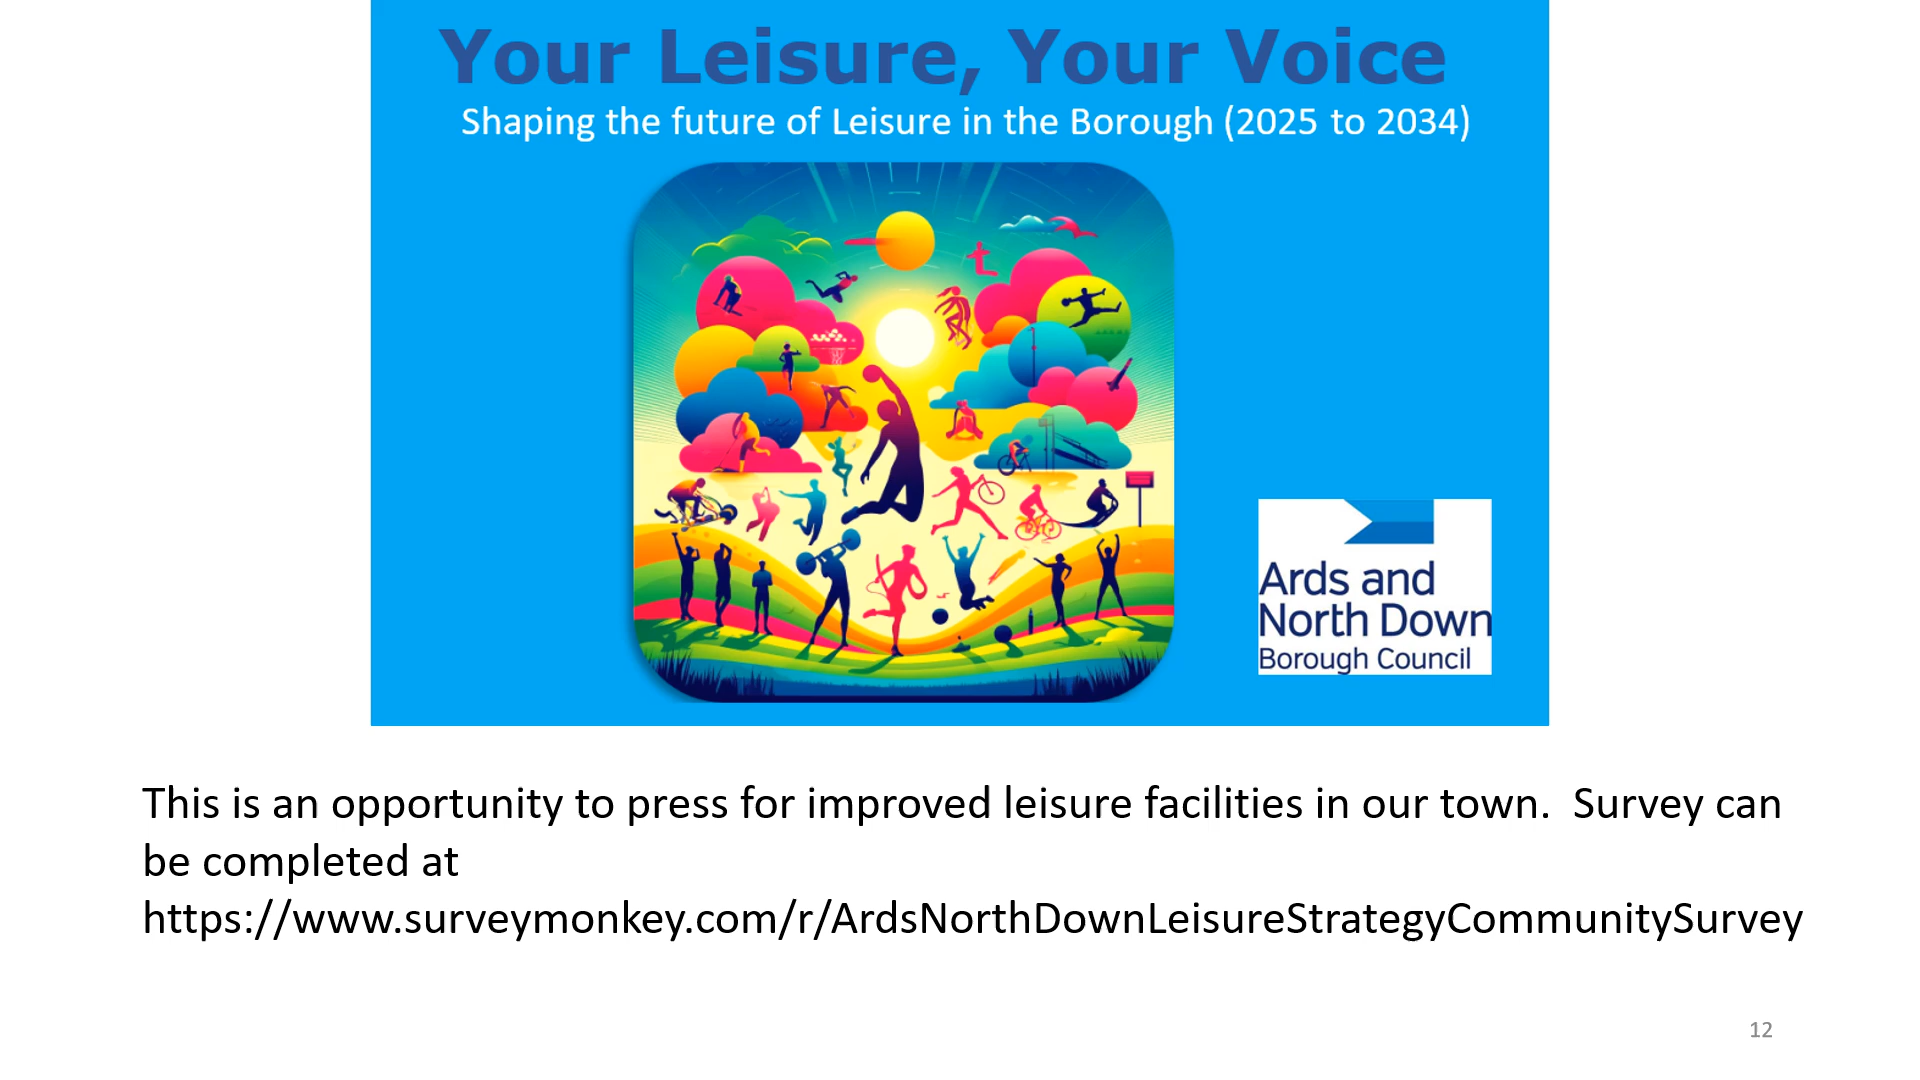 Your Leisure, Your Voice
Shaping the future of Leisure in the Borough (2025 to 2034)
Ards and
North Down
Borough Council
This is an opportunity to press for improved leisure facilities in our town.  Survey can
be completed at
https://www.surveymonkey.com/r/ArdsNorthDownLeisureStrategyCommunitySurvey
12